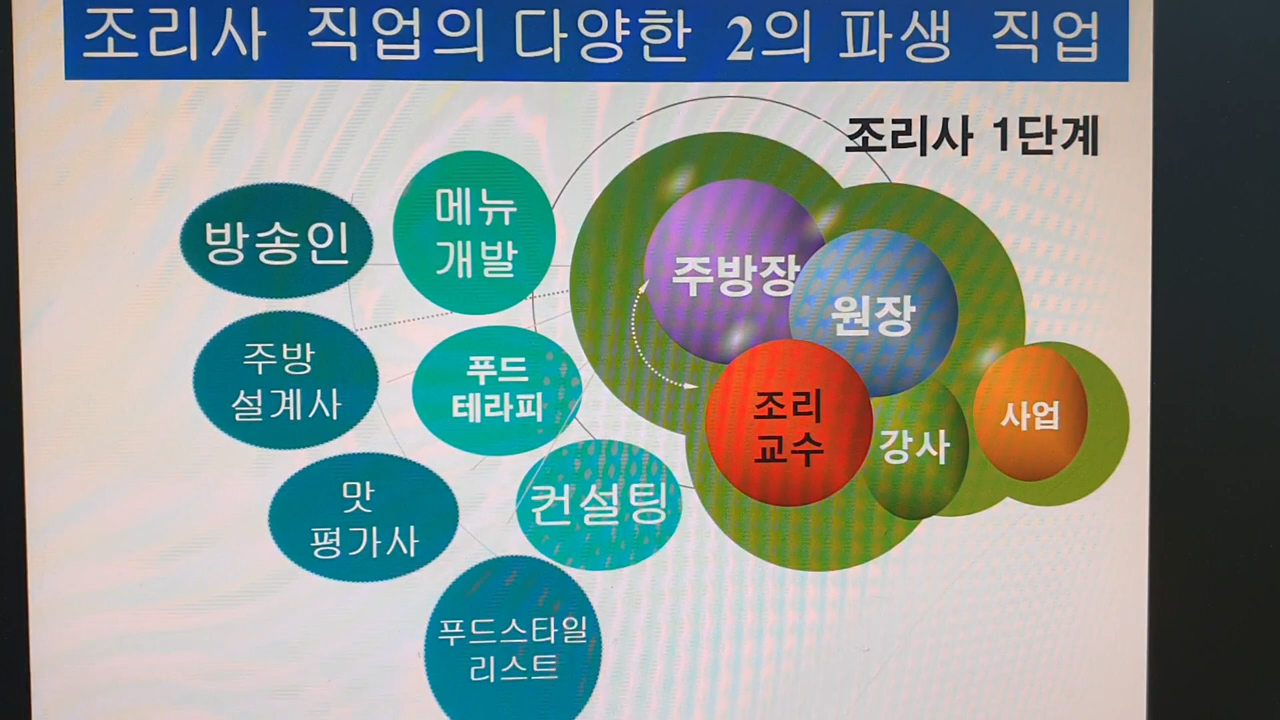 조리사 직업의 다양한 2의 파생 직업
조리사 1단계
방송인
메뉴
개발
주방장
원장
주방
설계사
푸드
테라피
조리
교수
강사
사업
맛
평가사
컨설팅
푸드스타일
리스트